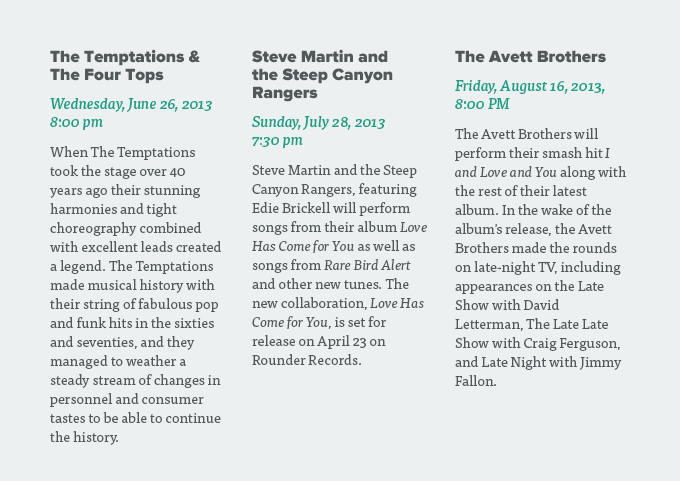 The Temptations &
The Four Tops
Wednesday, June 26, 2013
8:00 pm
When The Temptations
took the stage over 40
years ago their stunning
harmonies and tight
choreography combined
with excellent leads created
a legend. The Temptations
made musical history with
their string of fabulous pop
and funk hits in the sixties
and seventies, and they
managed to weather a
steady stream of changes in
personnel and consumer
tastes to be able to continue
the history.
Steve Martin and
the Steep Canyon
Rangers
Sunday, July 28, 2013
7:30 pm
Steve Martin and the Steep
Canyon Rangers, featuring
Edie Brickell will perform
songs from their album Love
Has Come for You as well as
songs from Rare Bird Alert
and other new tunes. The
new collaboration, Love Has
Come for You, is set for
release on April 23 on
Rounder Records.
The Avett Brothers
Friday, August 16, 2013,
8:00 PM
The Avett Brothers will
perform their smash hit I
and Love and You along with
the rest of their latest
album. In the wake of the
album's release, the Avett
Brothers made the rounds
on late-night TV, including
appearances on the Late
Show with David
Letterman, The Late Late
Show with Craig Ferguson,
and Late Night with Jimmy
Fallon.